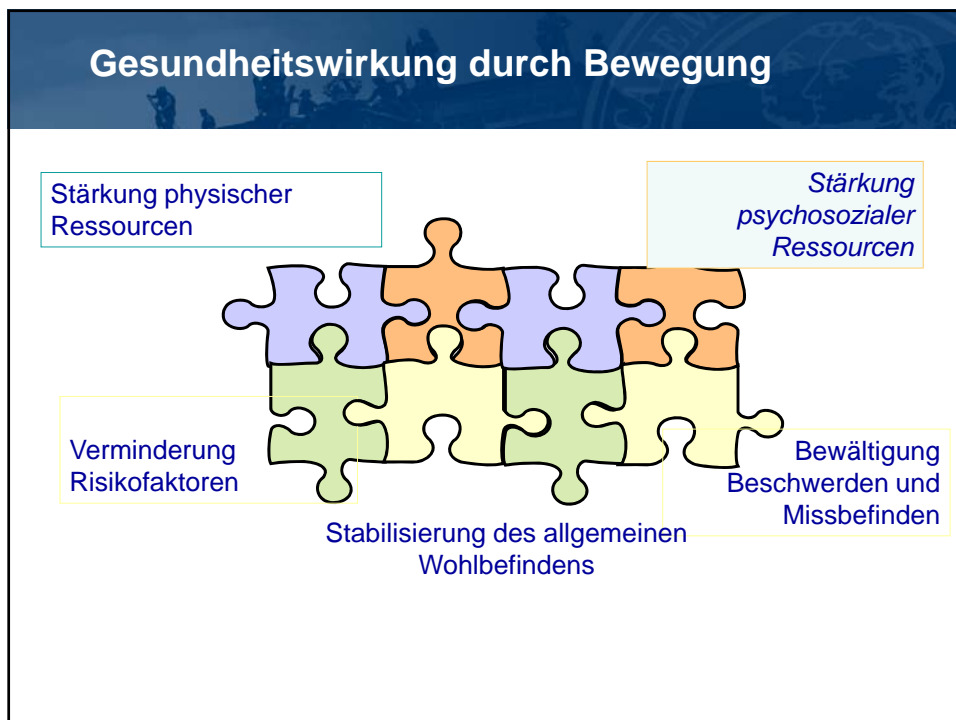 Gesundheitswirkung durch Bewegung
Stärkung physischer
Ressourcen
Stärkung
psychosozialer
Ressourcen
Verminderung
Risikofaktoren
Bewältigung
Beschwerden und
Missbefinden
Stabilisierung des allgemeinen
Wohlbefindens